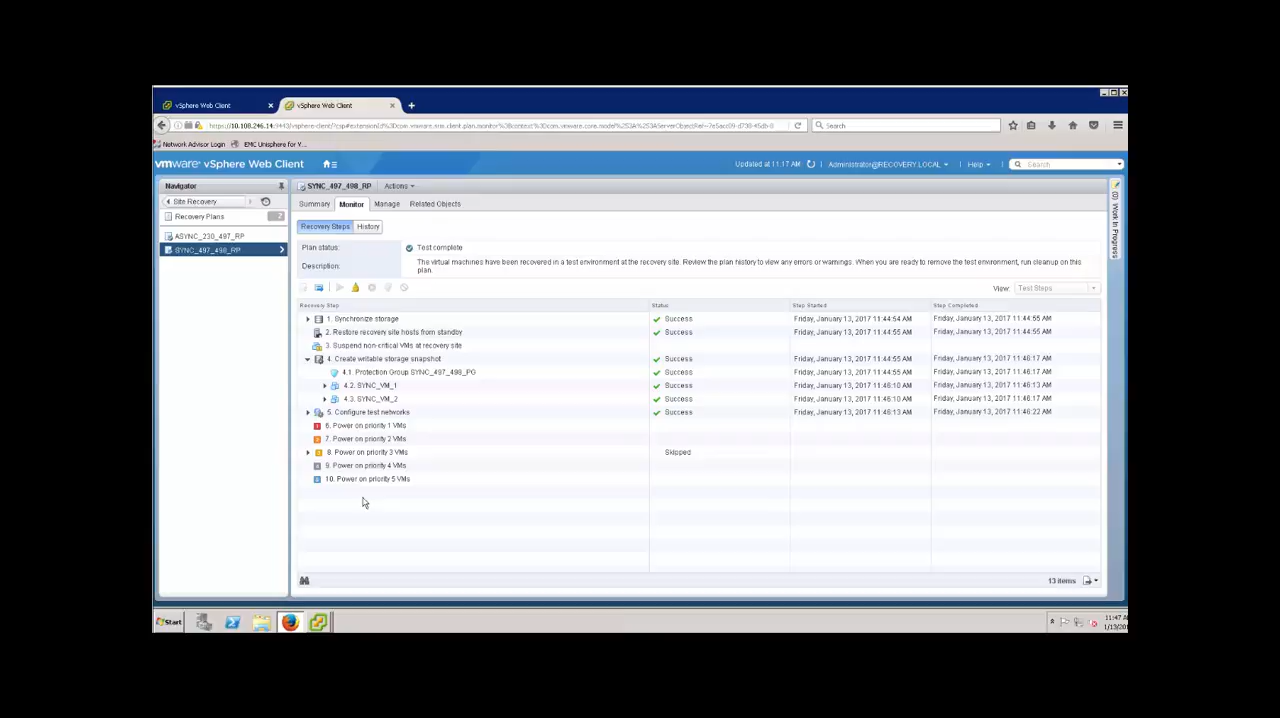 vSphere Web Client
vSphere Web Client
Search
Network Advisor Login
EMC Unisphere for V...
vmware® vSphere Web Client
Updated at 11:17 AM
Administrator@RECOVERY.LOCAL
Help
Search
Navigator
SYNC_497_498_RP
Actions
Site Recovery
Summary
Monitor
Manage
Related Objects
Recovery Plans
2
ASYNC_230_497_RP
SYNC_497_498_RP
(0) Work In Progress
Recovery Steps
History
Plan status:
Test complete
Description:
The virtual machines have been recovered in a test environment at the recovery site. Review the plan history to view any errors or warnings. When you are ready to remove the test environment, run cleanup on this
plan.
View:
Test Steps
Recovery Step Status Step Started Step Completed
1. Synchronize storage Success Friday, January 13, 2017 11:44:54 AM Friday, January 13, 2017 11:44:55 AM
2. Restore recovery site hosts from standby Success Friday, January 13, 2017 11:44:55 AM Friday, January 13, 2017 11:44:55 AM
3. Suspend non-critical VMs at recovery site
4. Create writable storage snapshot Success Friday, January 13, 2017 11:44:55 AM Friday, January 13, 2017 11:46:17 AM
4.1. Protection Group SYNC_497_498_PG Success Friday, January 13, 2017 11:44:55 AM Friday, January 13, 2017 11:46:17 AM
4.2. SYNC_VM_1 Success Friday, January 13, 2017 11:46:10 AM Friday, January 13, 2017 11:46:13 AM
4.3. SYNC_VM_2 Success Friday, January 13, 2017 11:46:10 AM Friday, January 13, 2017 11:46:17 AM
5. Configure test networks Success Friday, January 13, 2017 11:46:13 AM Friday, January 13, 2017 11:46:22 AM
6. Power on priority 1 VMs
7. Power on priority 2 VMs
8. Power on priority 3 VMs Skipped
9. Power on priority 4 VMs
10. Power on priority 5 VMs
13 items
Start
11:47 A